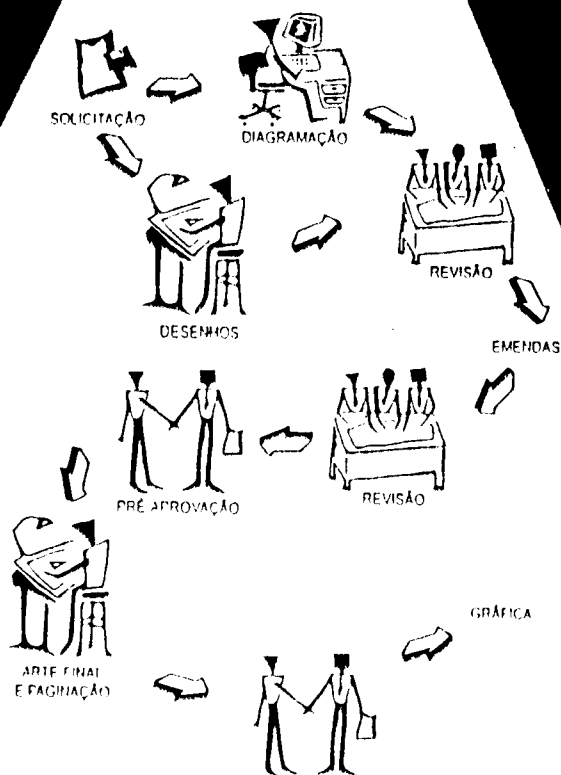 SOLICITAÇÃO
DIAGRAMAÇÃO
DESENHOS
REVISÃO
EMENDAS
REVISÃO
PRÉ APROVAÇÃO
ARTE FINAL
E PAGINAÇÃO
GRÁFICA